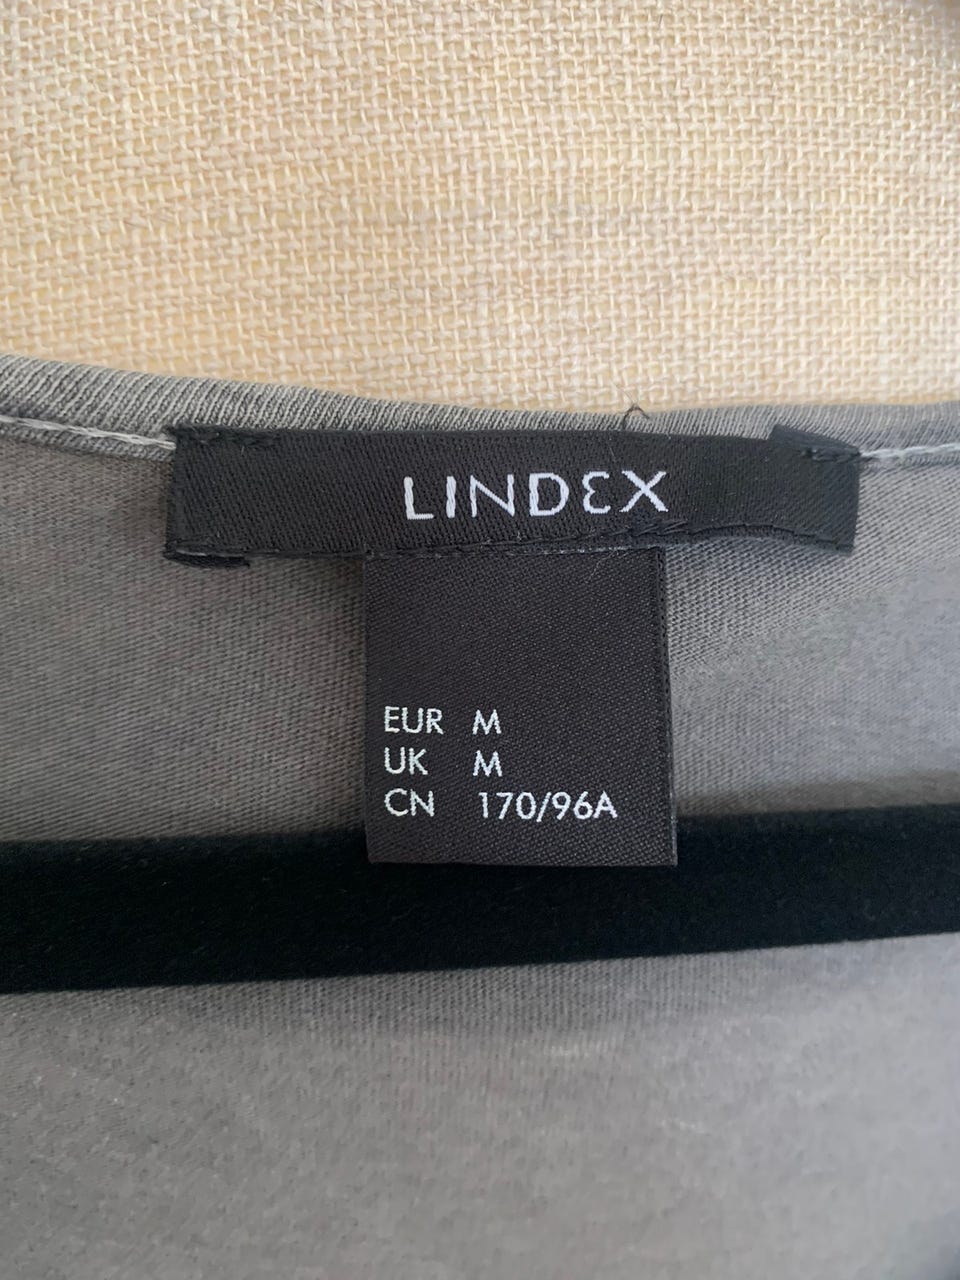 LINDEX
EUR M
UK M
CN 170/96A